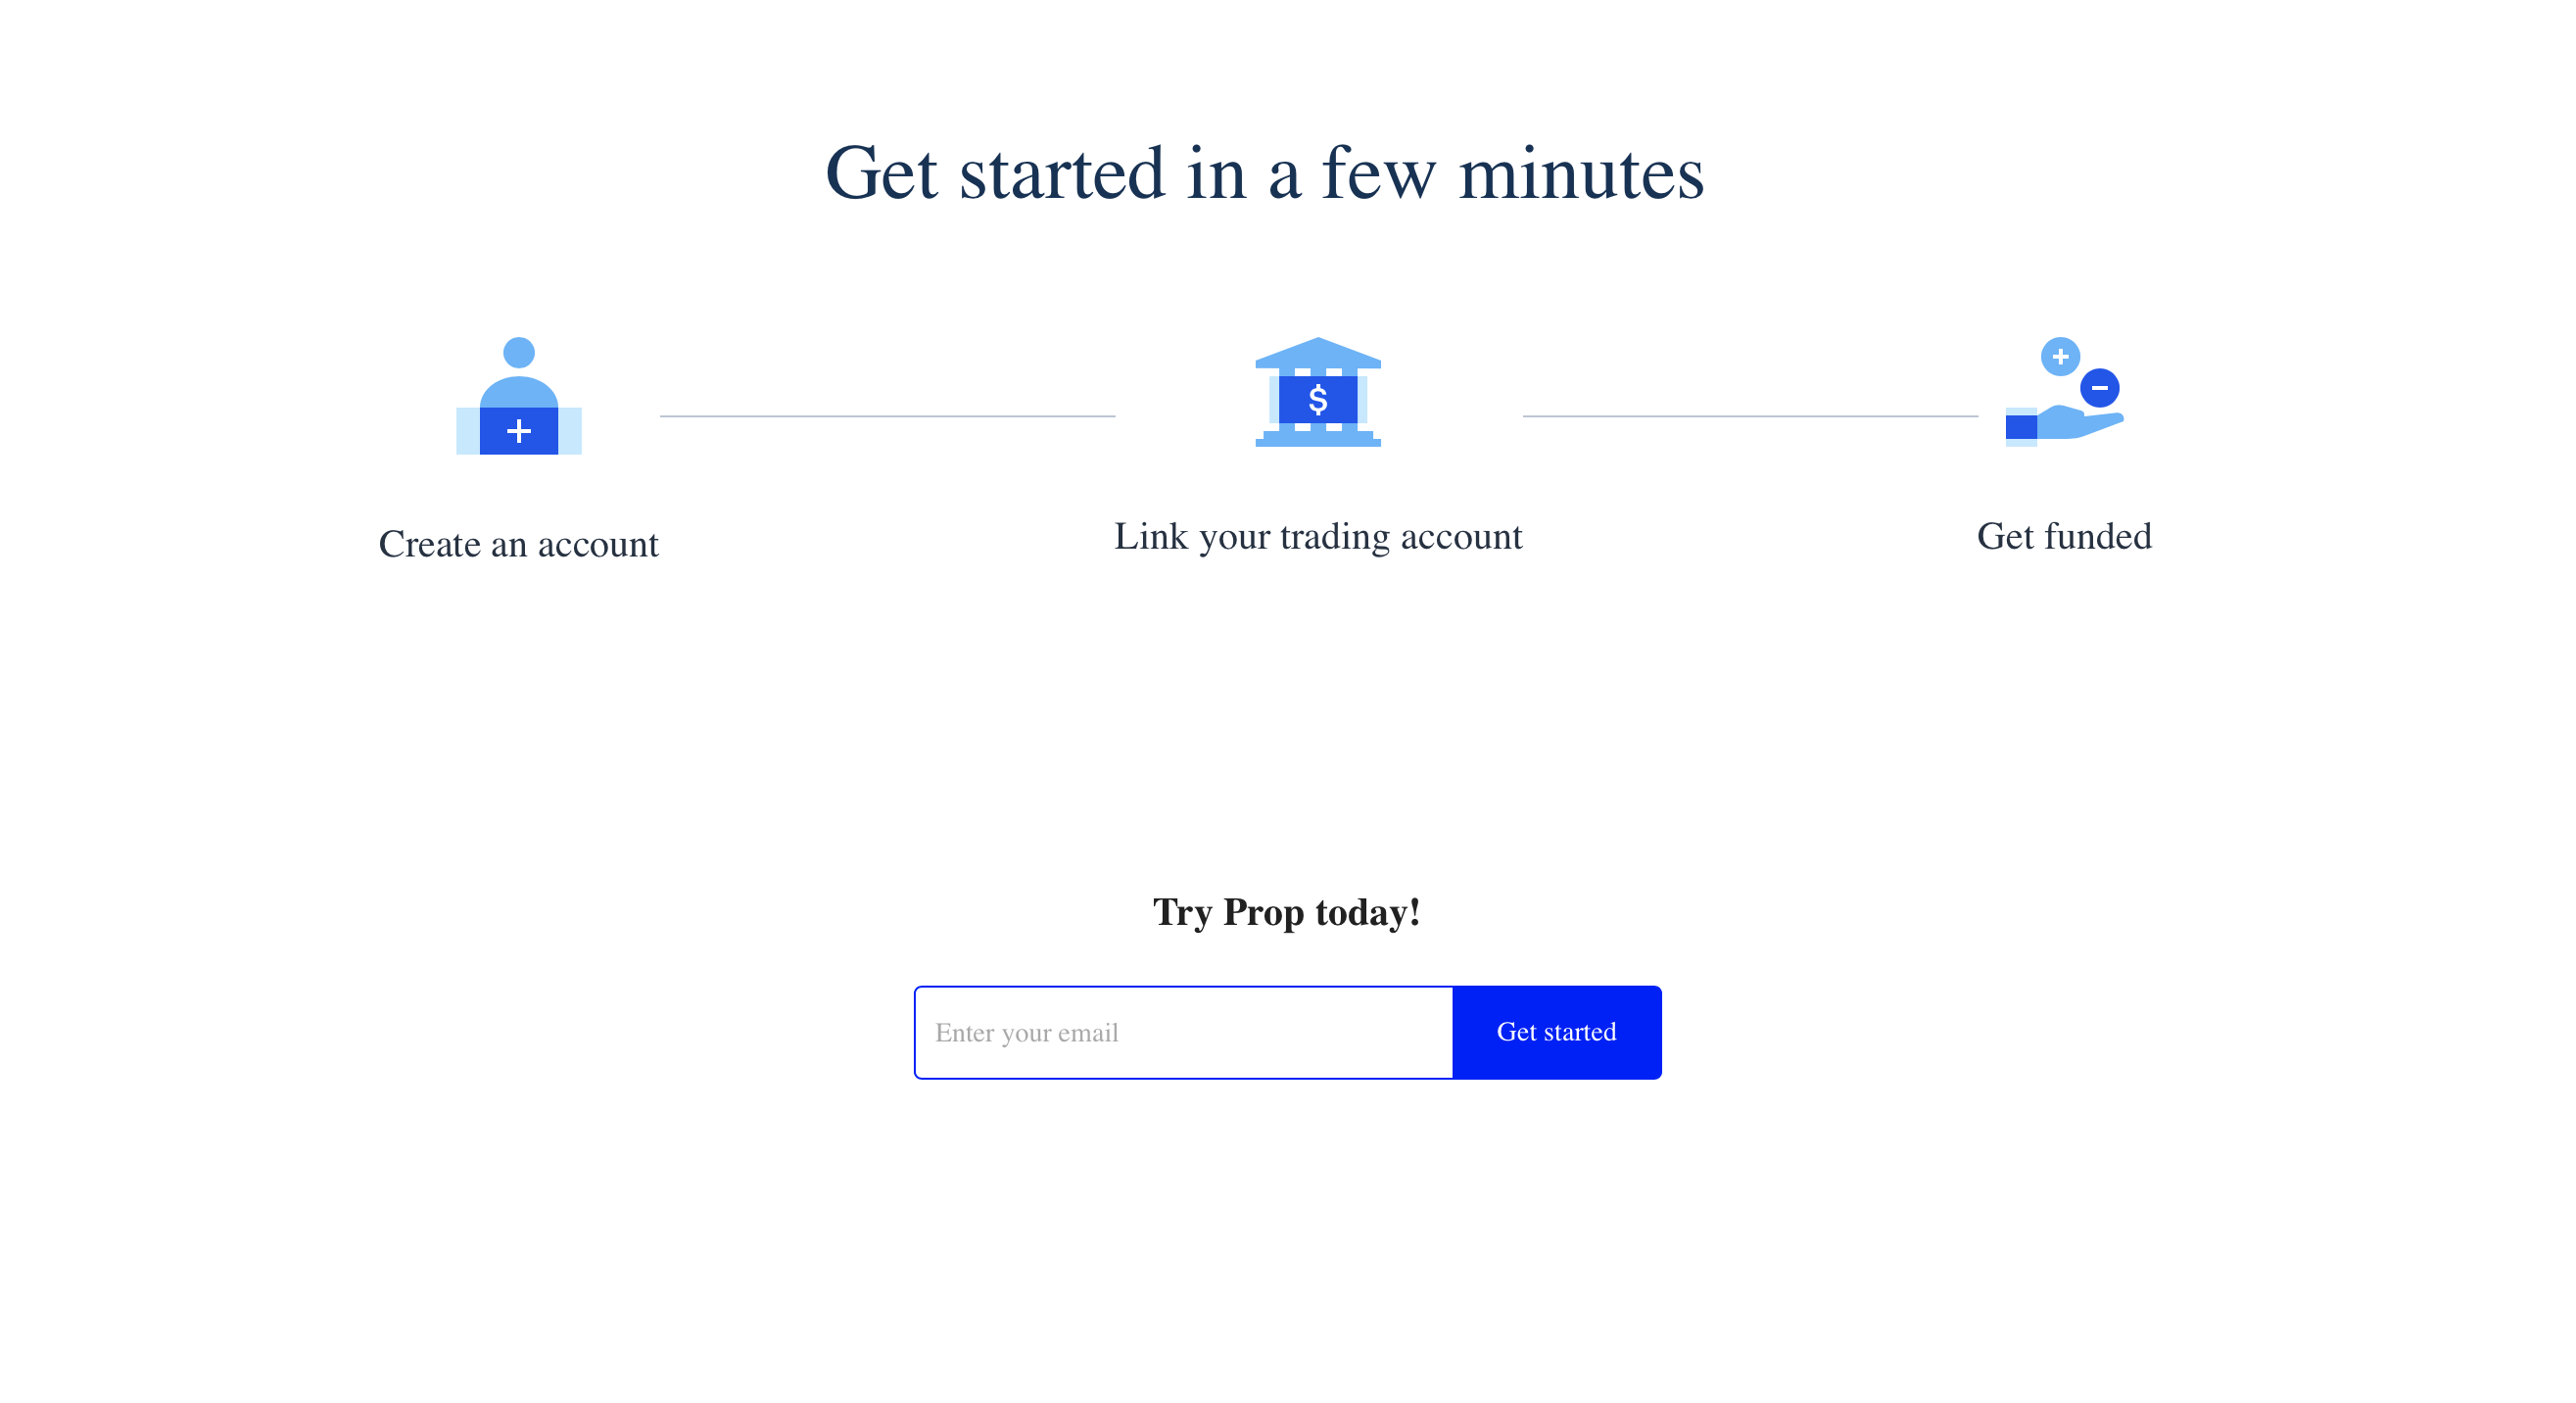 Get started in a few minutes
$
Create an account
Link your trading account
Get funded
Try Prop today!
Enter your email
Get started